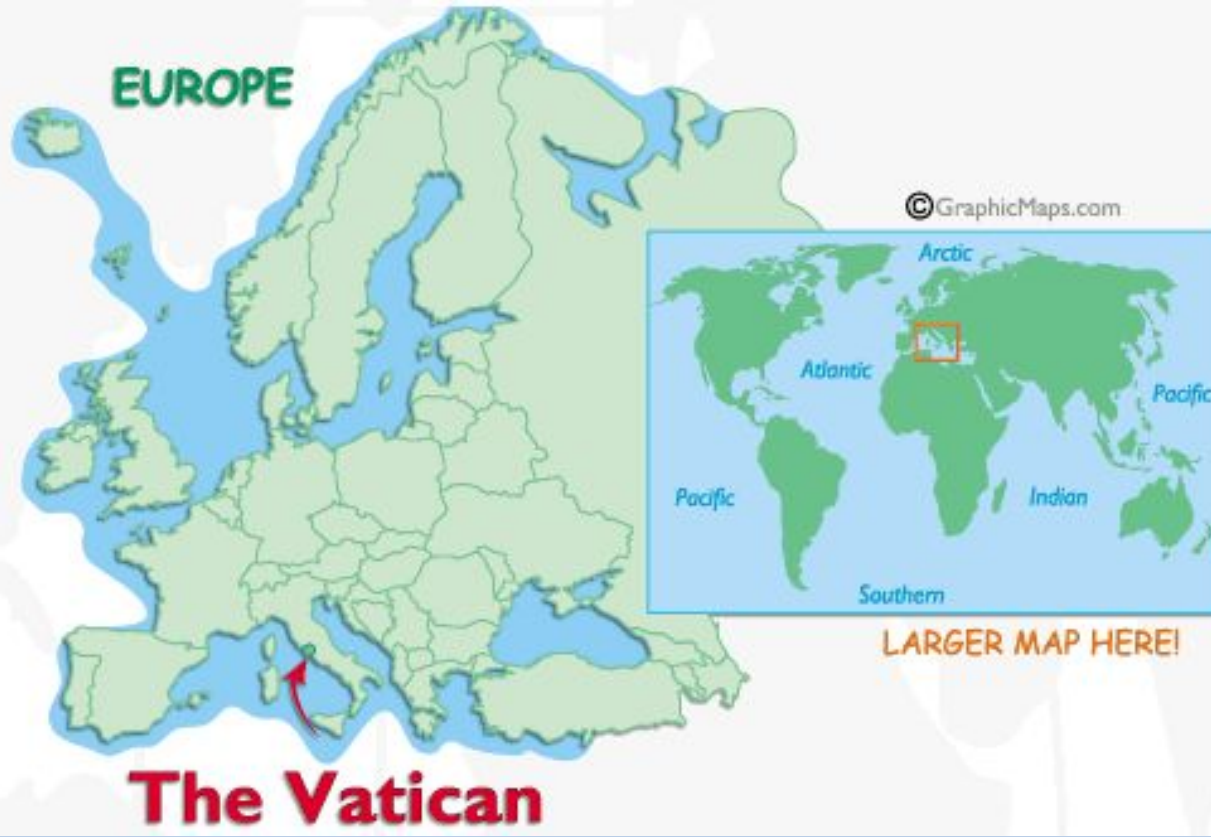 EUROPE
©GraphicMaps.com
Arctic
Atlantic
Pacific
Pacific
Indian
Southern
LARGER MAP HERE!
The Vatican